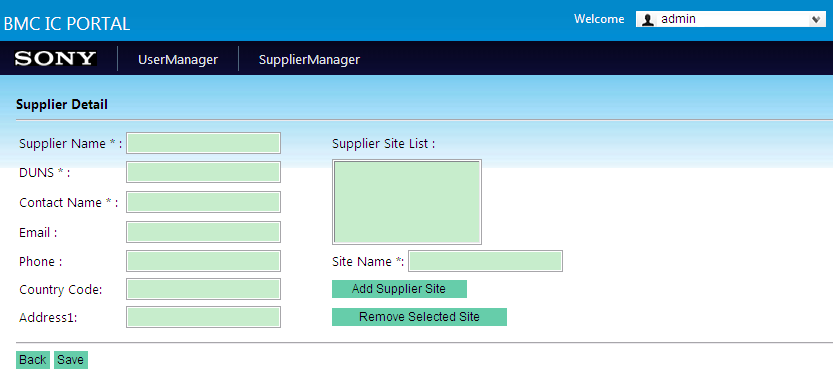 BMC IC PORTAL
Welcome
admin
SONY
UserManager
SupplierManager
Supplier Detail
Supplier Name * :
DUNS * :
Contact Name * :
Email :
Phone :
Country Code:
Address1:
Supplier Site List :
Site Name *:
Add Supplier Site
Remove Selected Site
Back
Save